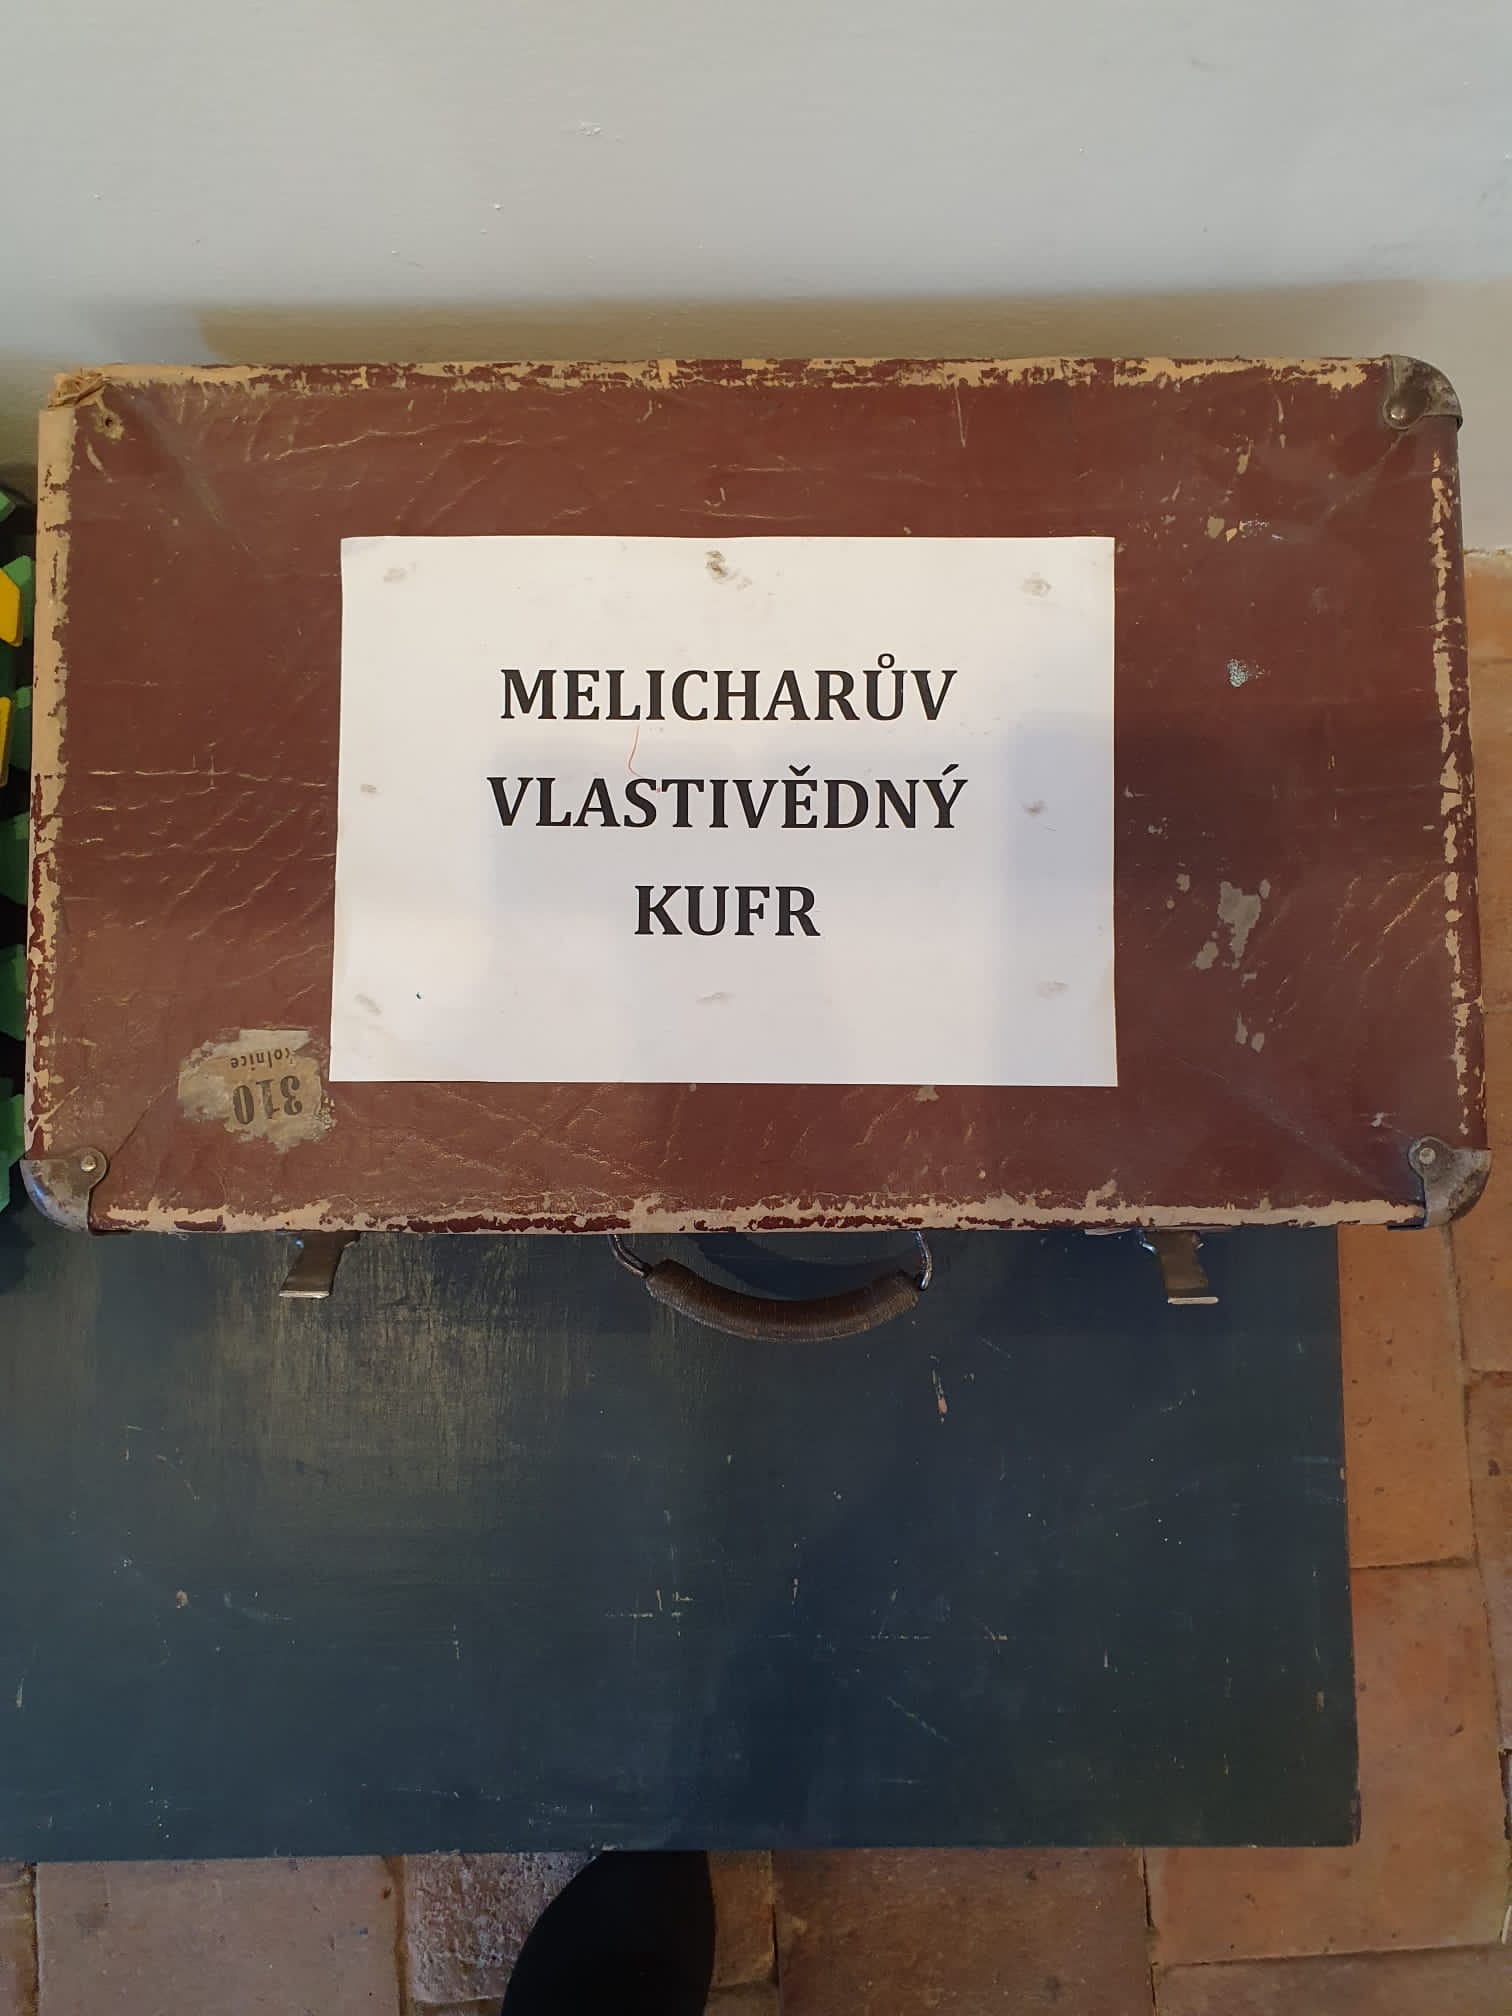 MELICHARŮV
VLASTIVĚDNÝ
KUFR
310